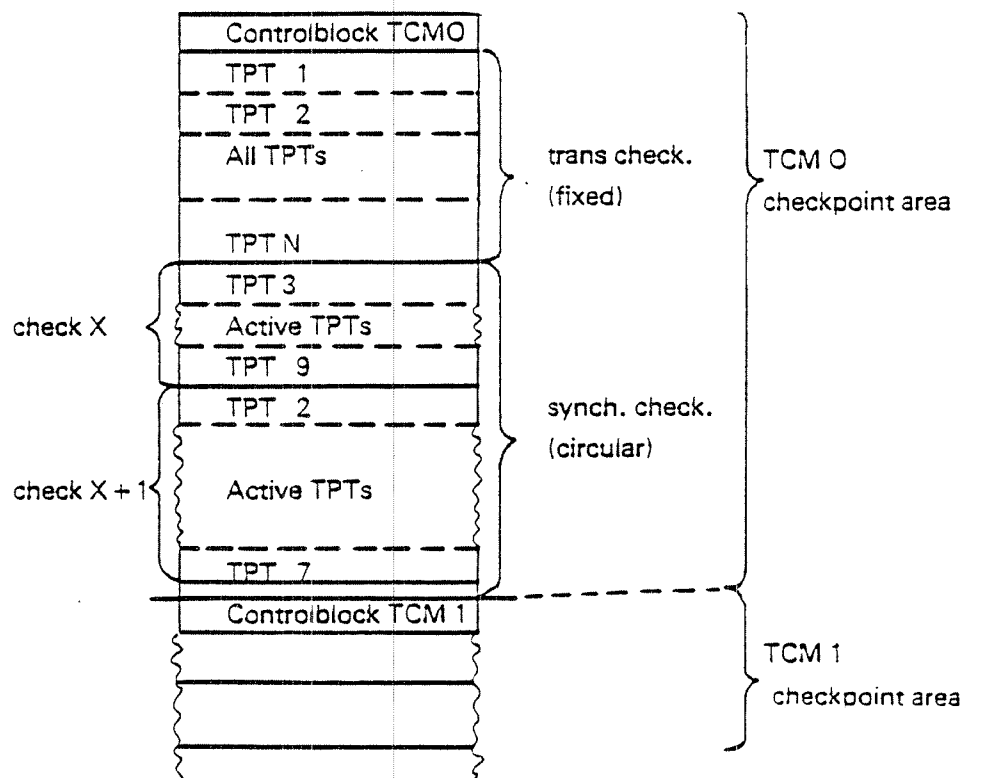 Controlblock TCM0
TPT 1
TPT 2
All TPTs
TPT N
trans check.
(fixed)
TCM 0
checkpoint area
TPT 3
Active TPTs
TPT 9
check X
TPT 2
Active TPTs
TPT 7
check X + 1
synch. check.
(circular)
Controlblock TCM 1
TCM 1
checkpoint area